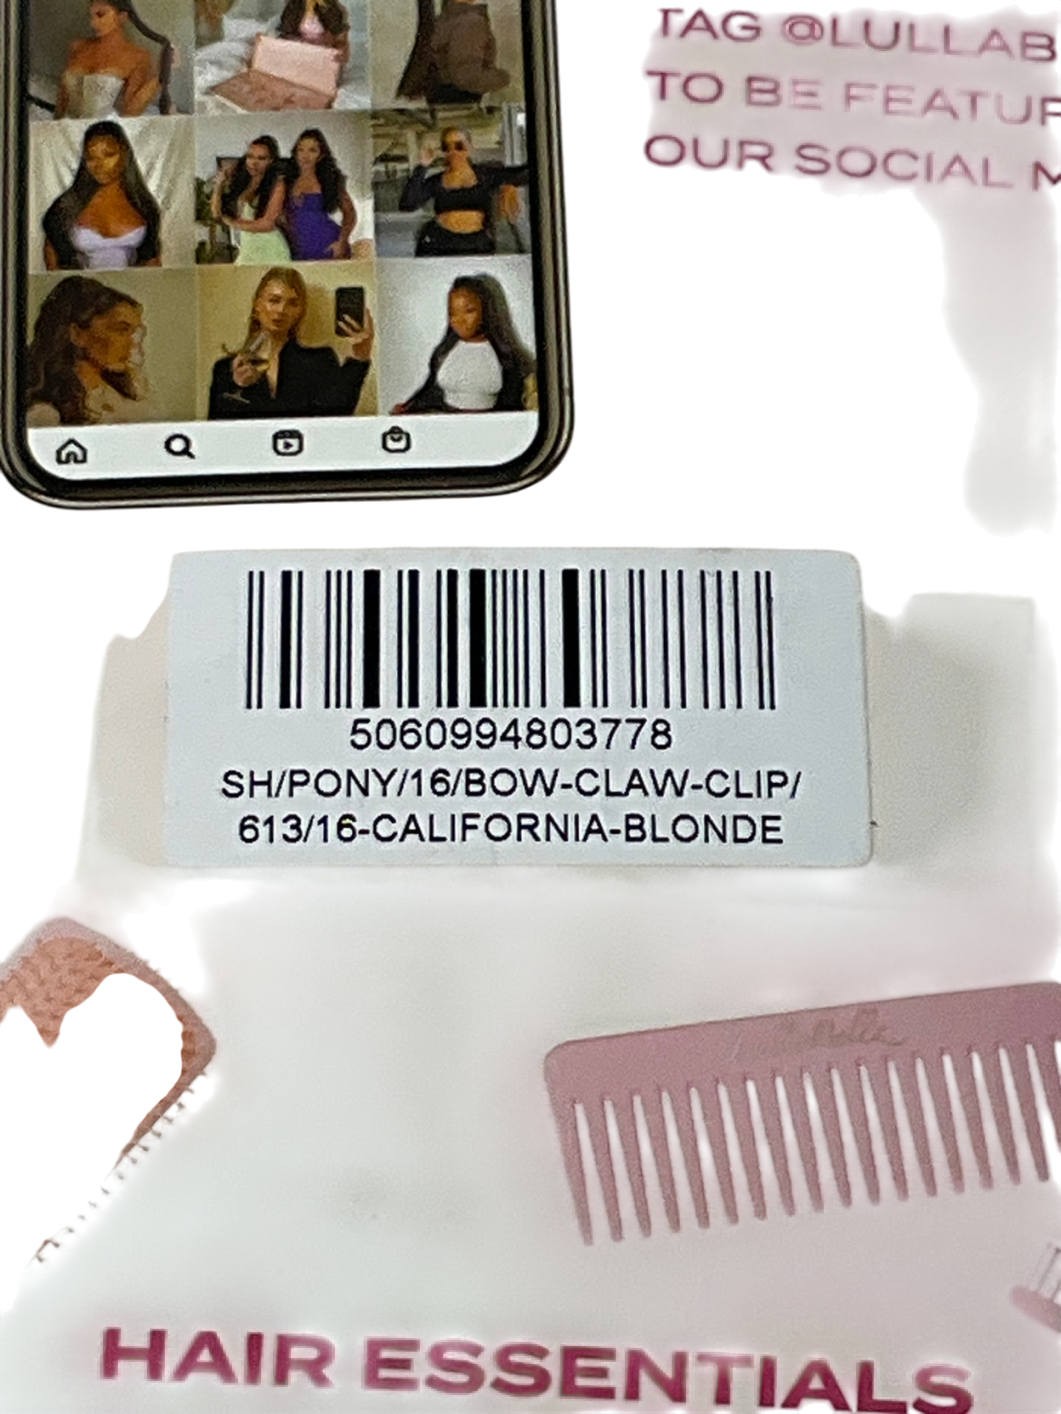 TAG @LULLAB
TO BE FEATUR
OUR SOCIAL M
5060994803778
SH/PONY/16/BOW-CLAW-CLIP/
613/16-CALIFORNIA-BLONDE
HAIR ESSENTIALS